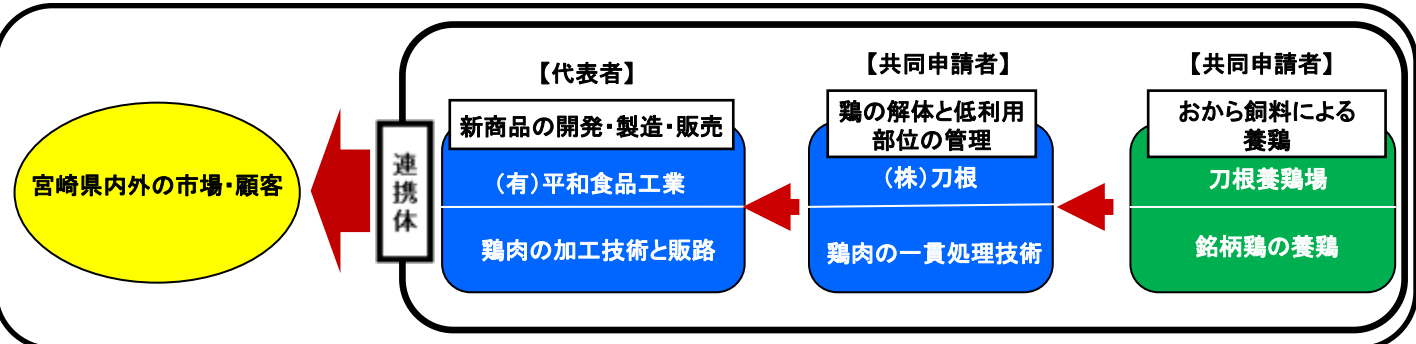 宮崎県内外の市場・顧客
連携体
【代表者】
新商品の開発・製造・販売
(有)平和食品工業
鶏肉の加工技術と販路
【共同申請者】
鶏の解体と低利用
部位の管理
(株)刀根
鶏肉の一貫処理技術
【共同申請者】
おから飼料による
養鶏
刀根養鶏場
銘柄鶏の養鶏